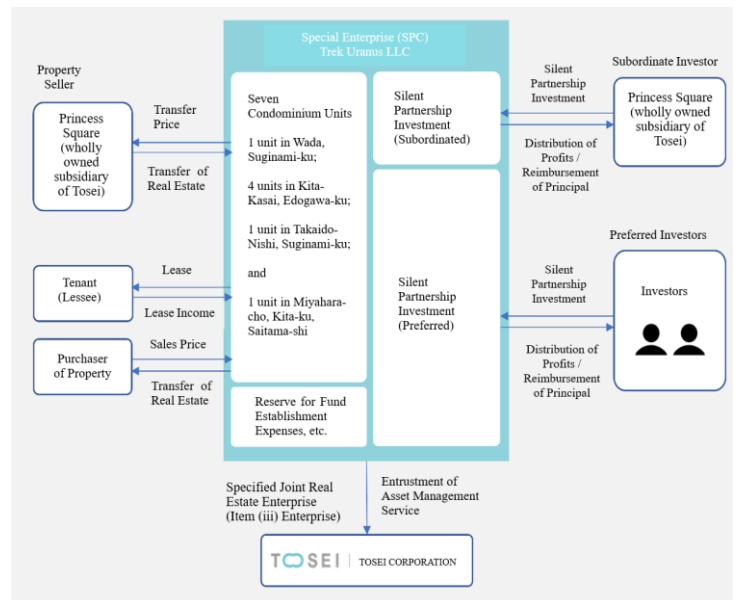 Special Enterprise (SPC)
Trek Uranus LLC
Property
Seller
Princess
Square
(wholly
owned
subsidiary
of Tosei)
Transfer
Price
Transfer of
Real Estate
Tenant
(Lessee)
Lease
Lease Income
Purchaser
of Property
Sales Price
Transfer of
Real Estate
Seven
Condominium Units
1 unit in Wada,
Suginami-ku;
4 units in Kita-
Kasai, Edogawa-ku;
1 unit in Takaido-
Nishi, Suginami-ku;
and
1 unit in Miyahara-
cho, Kita-ku,
Saitama-shi
Reserve for Fund
Establishment
Expenses, etc.
Silent
Partnership
Investment
(Subordinated)
Silent
Partnership
Investment
(Preferred)
Silent
Partnership
Investment
Distribution of
Profits /
Reimbursement
of Principal
Subordinate Investor
Princess Square
(wholly owned
subsidiary of
Tosei)
Preferred Investors
Silent
Partnership
Investment
Distribution of
Profits /
Reimbursement
of Principal
Investors
Specified Joint Real
Estate Enterprise
(Item (iii) Enterprise)
Entrustment of
Asset Management
Service
TOSEI | TOSEI CORPORATION